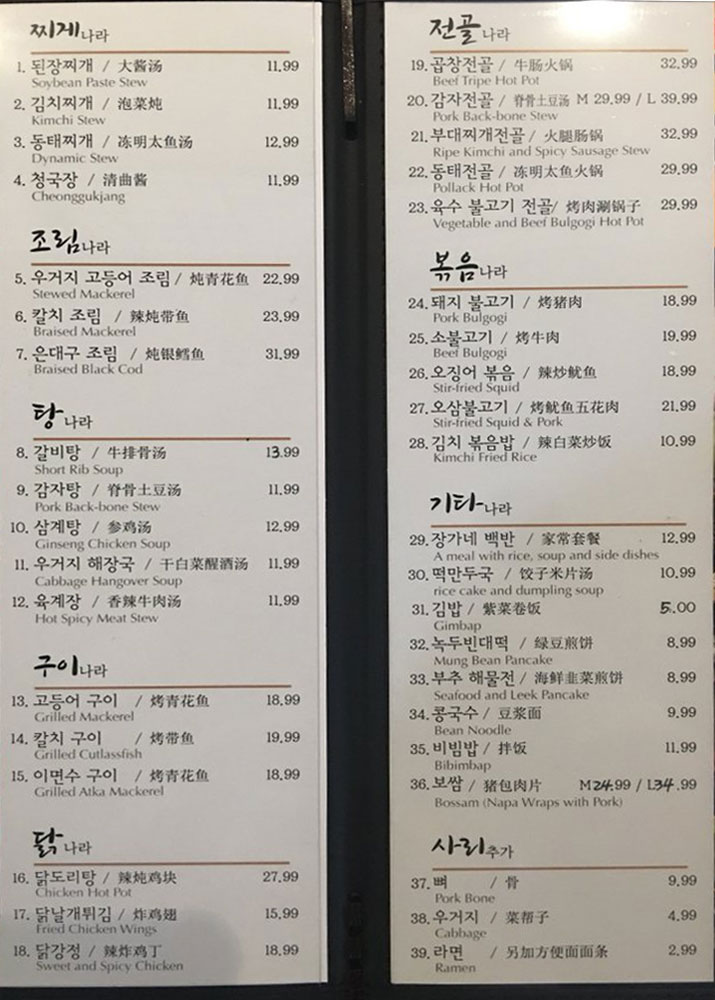 찌게나라
1. 된장찌개 / 大酱汤 11.99
Soybean Paste Stew
2. 김치찌개 / 泡菜炖 11.99
Kimchi Stew
3. 동태찌개 / 冻明太鱼汤 12.99
Dynamic Stew
4. 청국장 / 清曲酱 11.99
Cheonggukjang
조림나라
5. 우거지 고등어 조림 / 炖青花鱼 22.99
Stewed Mackerel
6. 칼치 조림 / 辣炖带鱼 23.99
Braised Mackerel
7. 은대구 조림 / 炖银鳕鱼 31.99
Braised Black Cod
탕나라
8. 갈비탕 / 牛排骨汤 13.99
Short Rib Soup
9. 감자탕 / 脊骨土豆汤 11.99
Pork Back-bone Stew
10. 삼계탕 / 参鸡汤 12.99
Ginseng Chicken Soup
11. 우거지 해장국 / 干白菜醒酒汤 11.99
Cabbage Hangover Soup
12. 육계장 / 香辣牛肉汤 11.99
Hot Spicy Meat Stew
구이나라
13. 고등어 구이 / 烤青花鱼 18.99
Grilled Mackerel
14. 칼치 구이 / 烤带鱼 19.99
Grilled Cutlassfish
15. 이면수 구이 / 烤青花鱼 18.99
Grilled Atka Mackerel
닭나라
16. 닭도리탕 / 辣炖鸡块 27.99
Chicken Hot Pot
17. 닭날개튀김 / 炸鸡翅 15.99
Fried Chicken Wings
18. 닭강정 / 辣炸鸡丁 18.99
Sweet and Spicy Chicken
전골나라
19. 곱창전골 / 牛肠火锅 32.99
Beef Tripe Hot Pot
20. 감자전골 / 脊骨土豆汤 M 29.99 / L 39.99
Pork Back-bone Stew
21. 부대찌개전골 / 火腿肠锅 32.99
Ripe Kimchi and Spicy Sausage Stew
22. 동태전골 / 冻明太鱼火锅 29.99
Pollack Hot Pot
23. 육수 불고기 전골 / 烤肉涮锅子 29.99
Vegetable and Beef Bulgogi Hot Pot
볶음나라
24. 돼지 불고기 / 烤猪肉 18.99
Pork Bulgogi
25. 소불고기 / 烤牛肉 19.99
Beef Bulgogi
26. 오징어 볶음 / 辣炒鱿鱼 18.99
Stir-fried Squid
27. 오삼불고기 / 烤鱿鱼五花肉 21.99
Stir-fried Squid & Pork
28. 김치 볶음밥 / 辣白菜炒饭 10.99
Kimchi Fried Rice
기타나라
29. 장가네 백반 / 家常套餐 12.99
A meal with rice, soup and side dishes
30. 떡만두국 / 饺子米片汤 10.99
rice cake and dumpling soup
31. 김밥 / 紫菜卷饭 5.00
Gimbap
32. 녹두빈대떡 / 绿豆煎饼 8.99
Mung Bean Pancake
33. 부추 해물전 / 海鲜韭菜煎饼 8.99
Seafood and Leek Pancake
34. 콩국수 / 豆浆面 9.99
Bean Noodle
35. 비빔밥 / 拌饭 11.99
Bibimbap
36. 보쌈 / 猪包肉片 M24.99 / L34.99
Bossam (Napa Wraps with Pork)
사리추가
37. 뼈 / 骨 9.99
Pork Bone
38. 우거지 / 菜帮子 4.99
Cabbage
39. 라면 / 另加方便面面条 2.99
Ramen